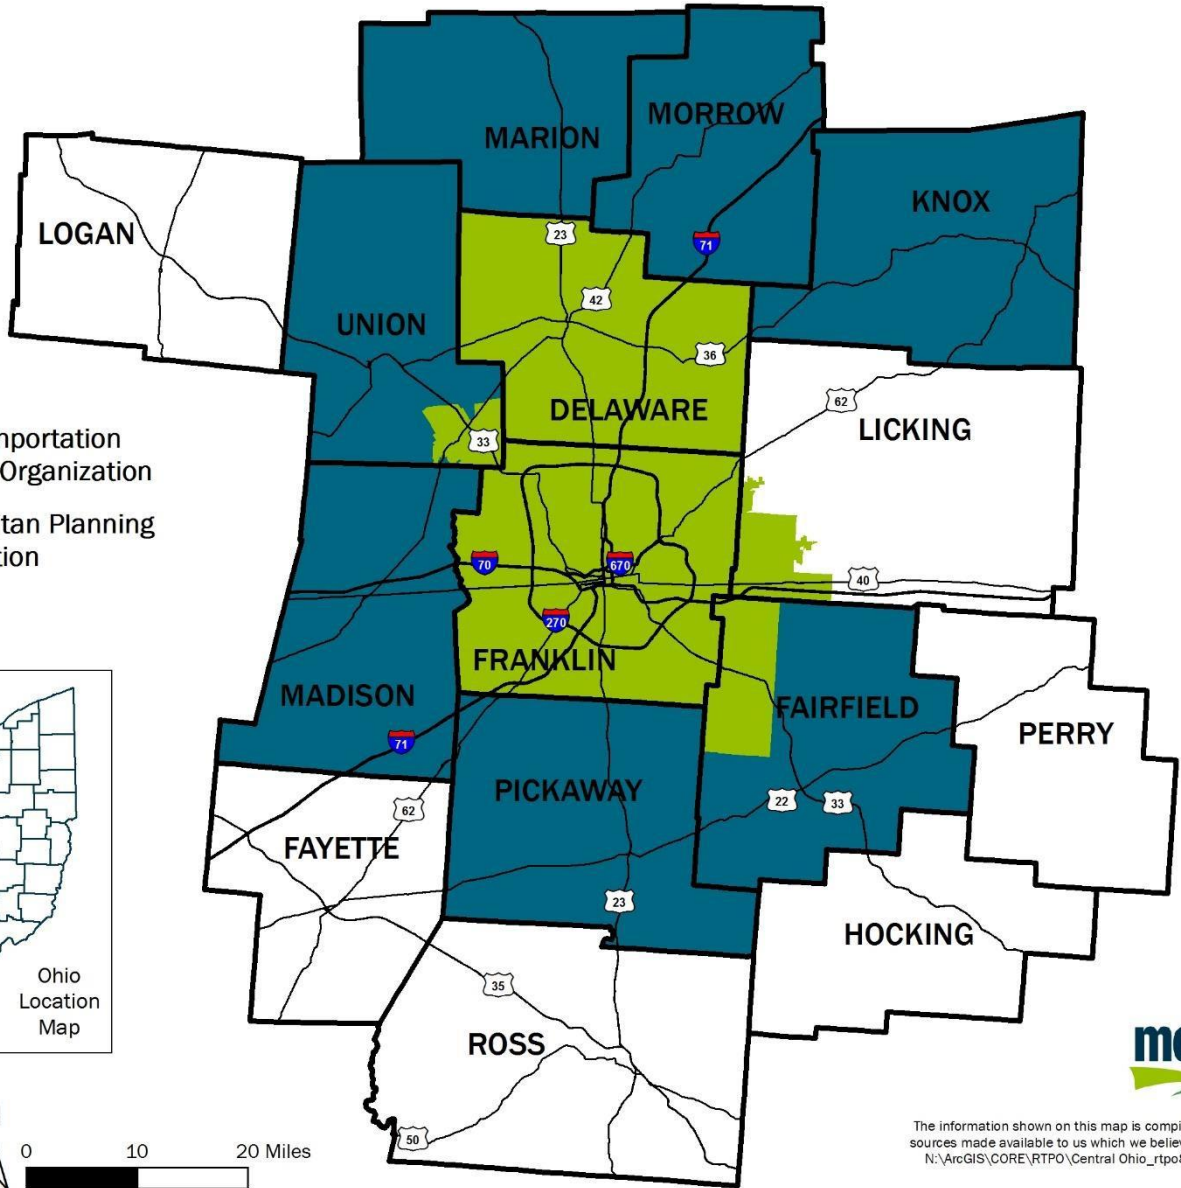 MARION
MORROW
KNOX
LOGAN
23
71
42
UNION
36
DELAWARE
62
LICKING
33
nportation
Organization
tan Planning
tion
70
670
40
270
FRANKLIN
MADISON
FAIRFIELD
PERRY
71
PICKAWAY
22
33
62
FAYETTE
23
HOCKING
Ohio
Location
Map
35
ROSS
50
The information shown on this map is compi
sources made available to us which we believ
N:\ArcGIS\CORE\RTPO\Central Ohio_rtpo
0 10 20 Miles